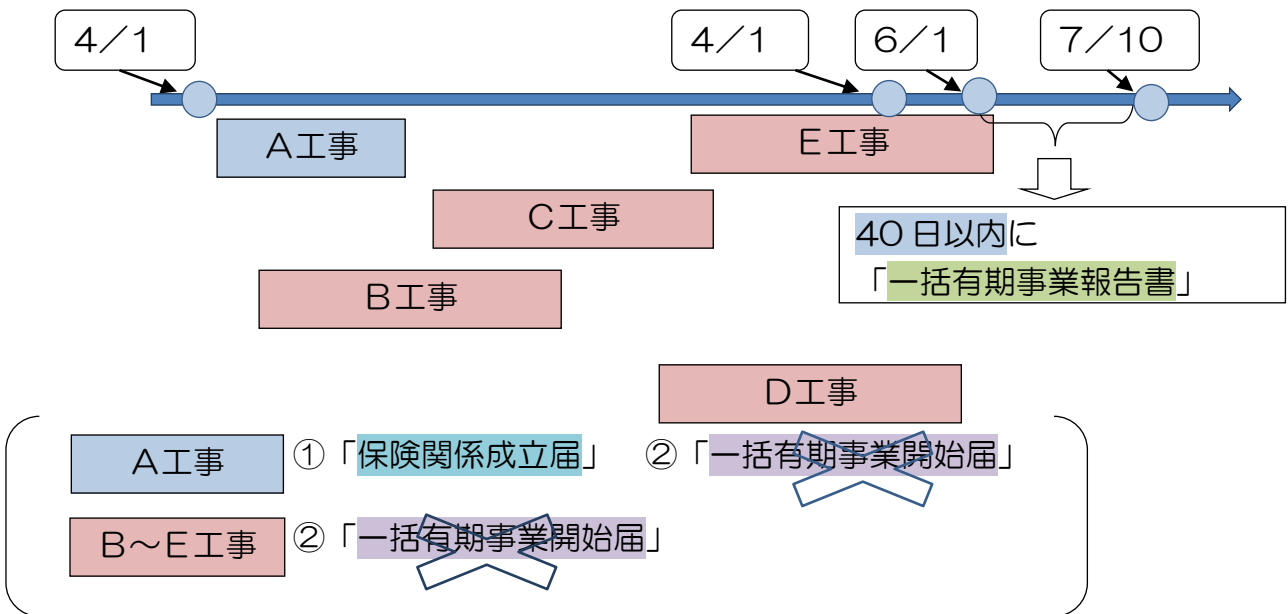 4/1
4/1
6/1
7/10
A工事
E工事
C工事
B工事
40日以内に
「一括有期事業報告書」
D工事
A工事 ①「保険関係成立届」 ②「一括有期事業開始届」
B~E工事 ②「一括有期事業開始届」